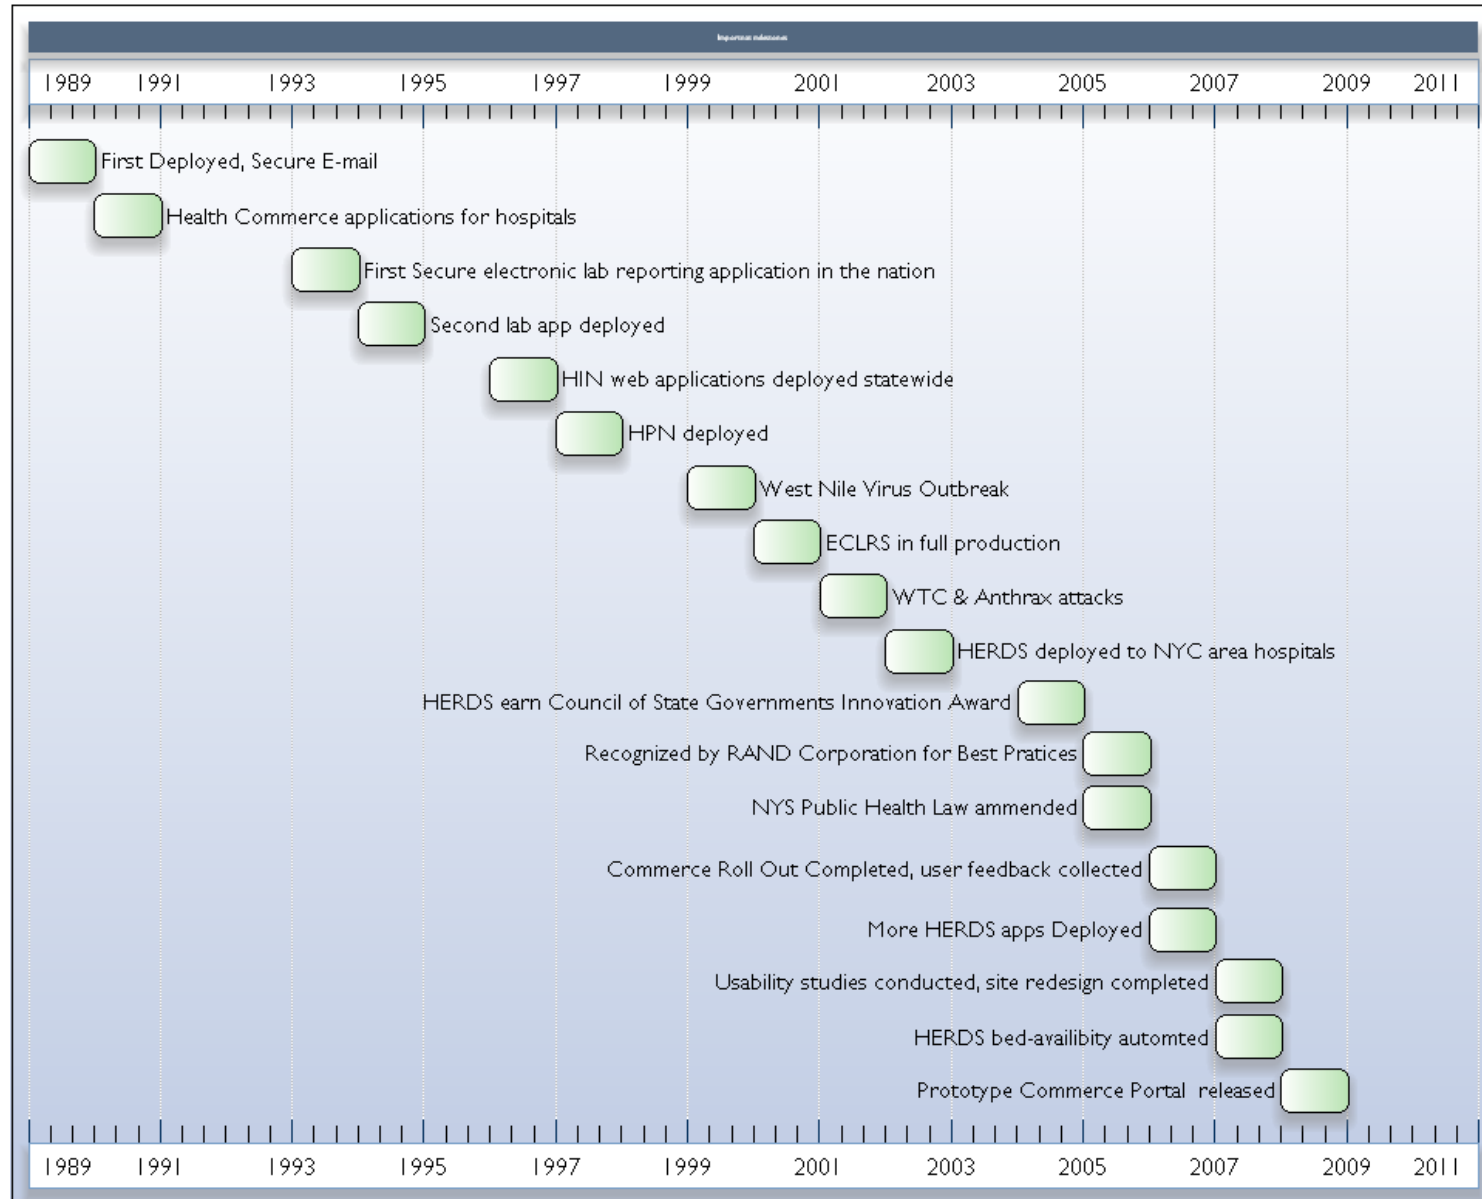 Important milestones
1989 1991 1993 1995 1997 1999 2001 2003 2005 2007 2009 2011
First Deployed, Secure E-mail
Health Commerce applications for hospitals
First Secure electronic lab reporting application in the nation
Second lab app deployed
HIN web applications deployed statewide
HPN deployed
West Nile Virus Outbreak
ECLRS in full production
WTC & Anthrax attacks
HERDS deployed to NYC area hospitals
HERDS earn Council of State Governments Innovation Award
Recognized by RAND Corporation for Best Pratices
NYS Public Health Law ammended
Commerce Roll Out Completed, user feedback collected
More HERDS apps Deployed
Usability studies conducted, site redesign completed
HERDS bed-availibity automted
Prototype Commerce Portal released
1989 1991 1993 1995 1997 1999 2001 2003 2005 2007 2009 2011